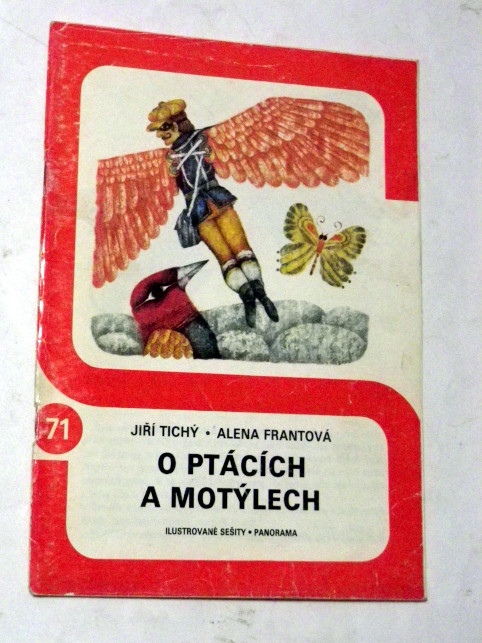 71
JIŘÍ TICHÝ • ALENA FRANTOVÁ
O PTÁCÍCH
A MOTÝLECH
ILUSTROVANÉ SEŠITY • PANORAMA